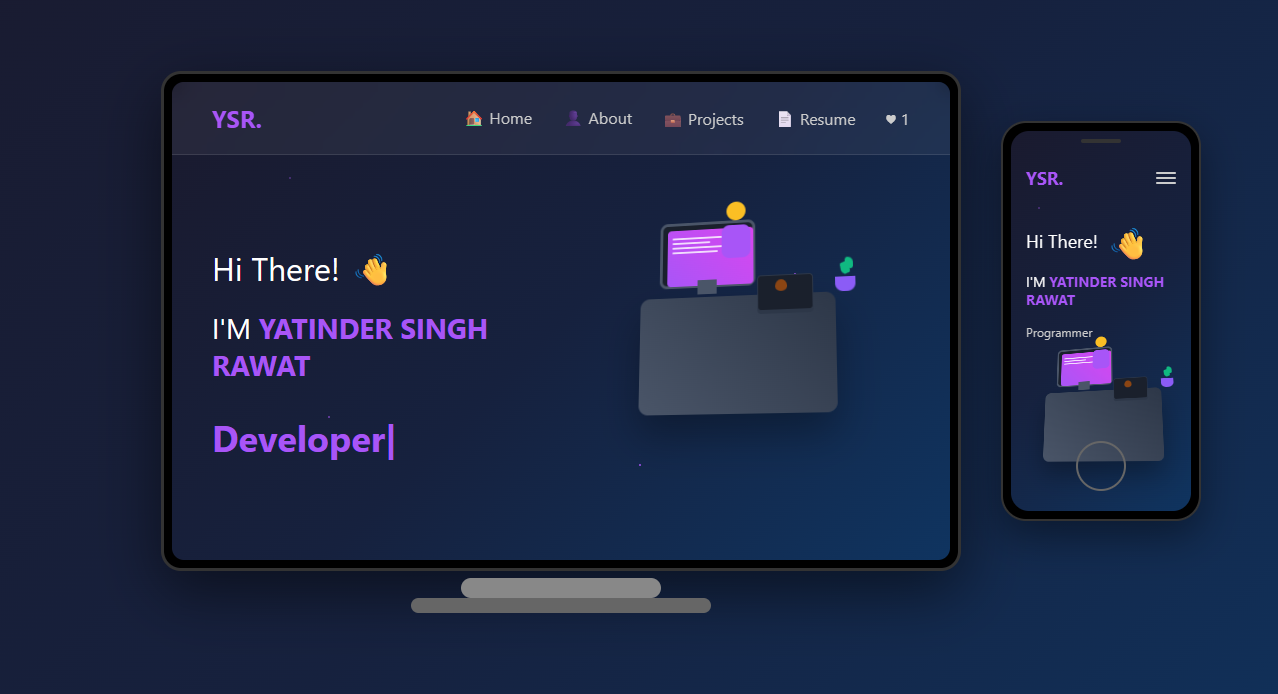 YSR.
🏠 Home 👤 About 💼 Projects 📄 Resume ♥ 1
Hi There! 👋
I'M YATINDER SINGH
RAWAT
Developer|
YSR.
Hi There! 👋
I'M YATINDER SINGH
RAWAT
Programmer